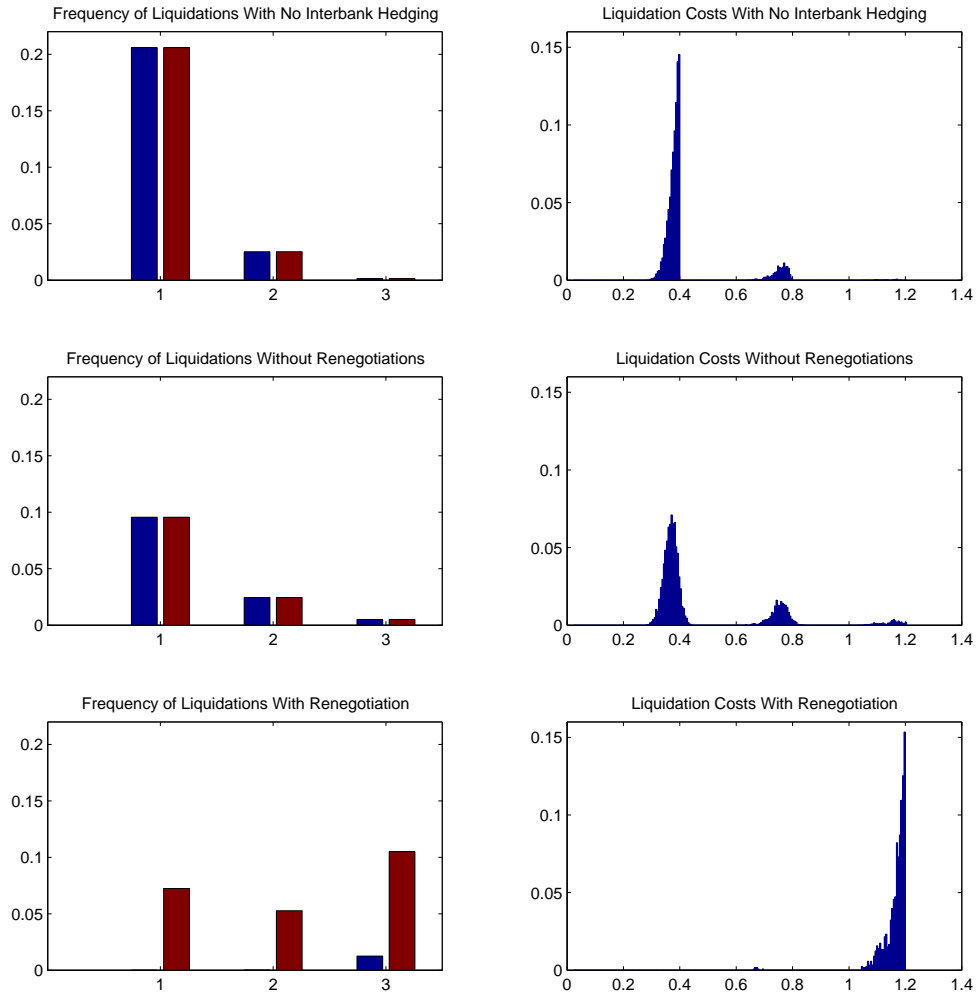 Frequency of Liquidations With No Interbank Hedging
0.2
0.15
0.1
0.05
0
1 2 3
Liquidation Costs With No Interbank Hedging
0.15
0.1
0.05
0
0 0.2 0.4 0.6 0.8 1 1.2 1.4
Frequency of Liquidations Without Renegotiations
0.2
0.15
0.1
0.05
0
1 2 3
Liquidation Costs Without Renegotiations
0.15
0.1
0.05
0
0 0.2 0.4 0.6 0.8 1 1.2 1.4
Frequency of Liquidations With Renegotiation
0.2
0.15
0.1
0.05
0
1 2 3
Liquidation Costs With Renegotiation
0.15
0.1
0.05
0
0 0.2 0.4 0.6 0.8 1 1.2 1.4